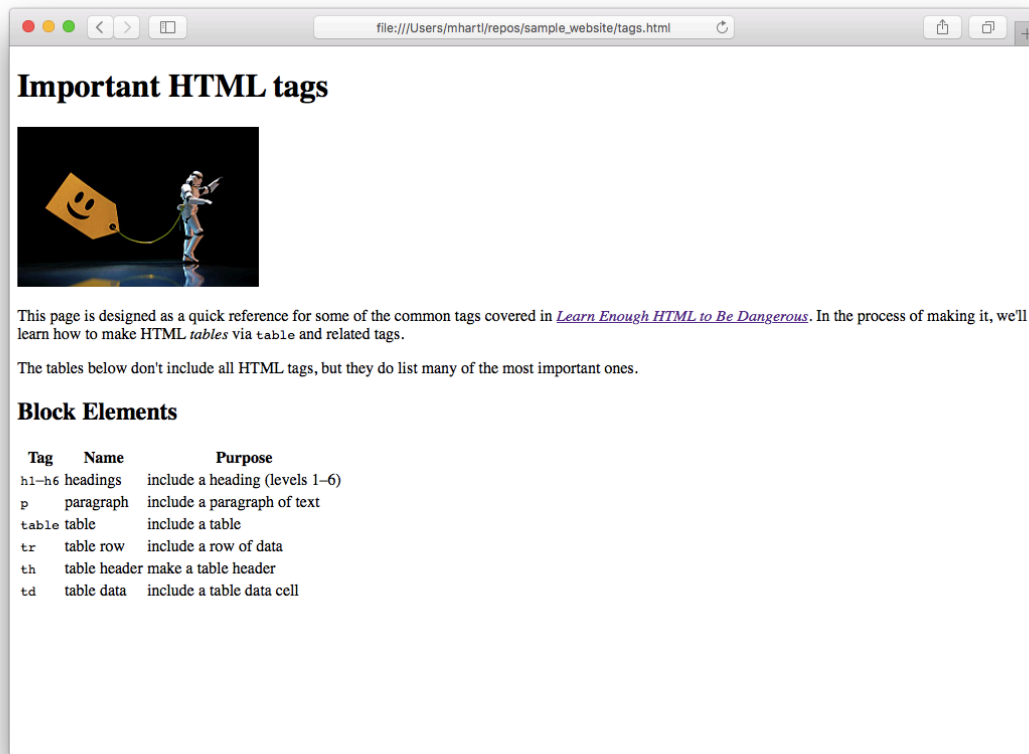 file:///Users/mhartl/repos/sample_website/tags.html
Important HTML tags
This page is designed as a quick reference for some of the common tags covered in Learn Enough HTML to Be Dangerous. In the process of making it, we'll
learn how to make HTML tables via table and related tags.
The tables below don't include all HTML tags, but they do list many of the most important ones.
Block Elements
Tag Name Purpose
h1–h6 headings include a heading (levels 1–6)
p paragraph include a paragraph of text
table table include a table
tr table row include a row of data
th table header make a table header
td table data include a table data cell